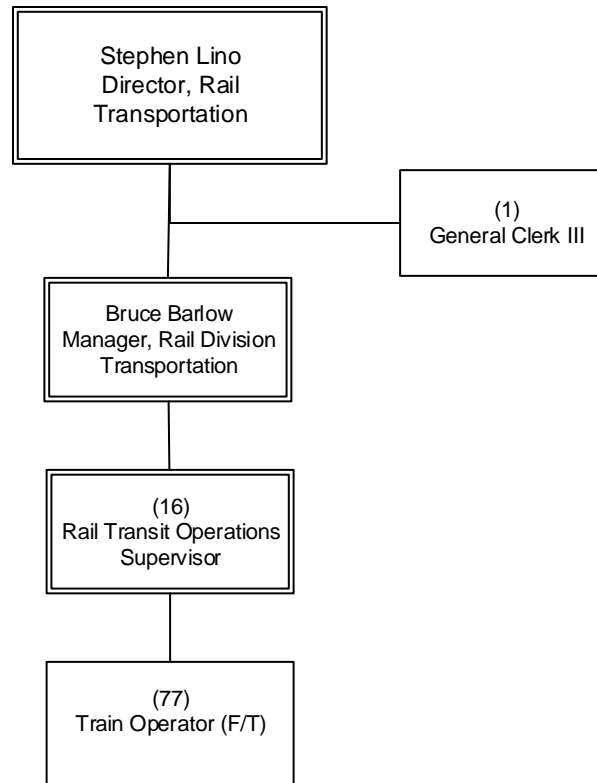 Stephen Lino
Director, Rail
Transportation
(1)
General Clerk III
Bruce Barlow
Manager, Rail Division
Transportation
(16)
Rail Transit Operations
Supervisor
(77)
Train Operator (F/T)